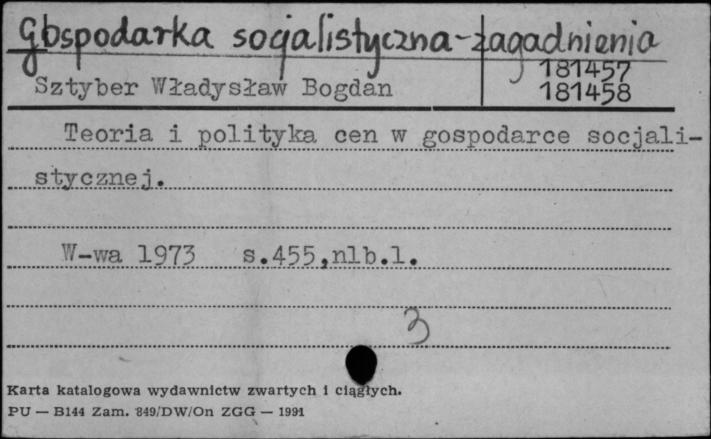 Gospodarka socjalistyczna-zagadnienia
181457
Sztyber Władysław Bogdan
181458
Teoria i polityka cen w gospodarce socjali-
stycznej.
W-wa 1973 s.455,nlb.1.
3
Karta katalogowa wydawnictw zwartych i ciągłych.
PU — B144 Zam. 849/DW/On ZGG — 1991